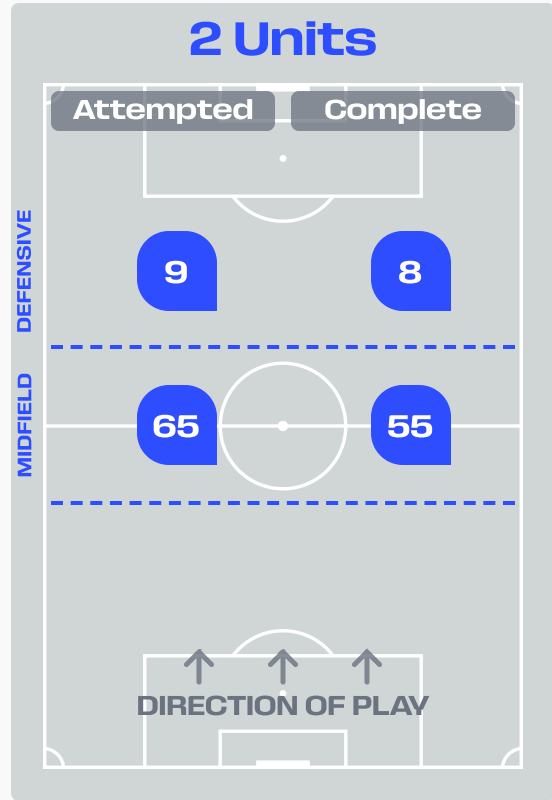 2 Units
Attempted Complete
DEFENSIVE
9 8
MIDFIELD
65 55
DIRECTION OF PLAY